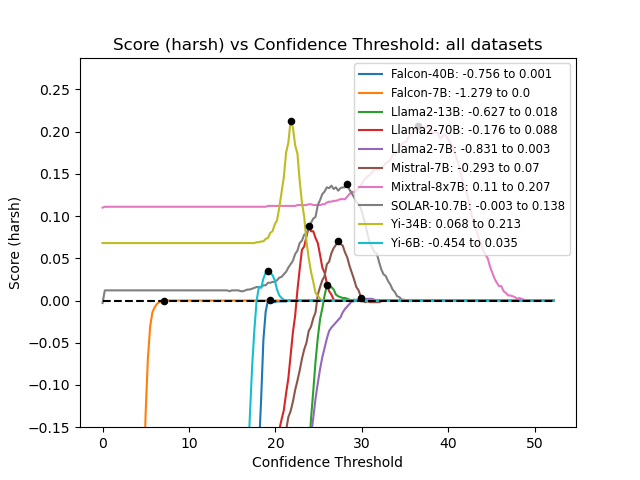 Score (harsh) vs Confidence Threshold: all datasets
Score (harsh)
0.25
0.20
0.15
0.10
0.05
0.00
−0.05
−0.10
−0.15
Falcon-40B: -0.756 to 0.001
Falcon-7B: -1.279 to 0.0
Llama2-13B: -0.627 to 0.018
Llama2-70B: -0.176 to 0.088
Llama2-7B: -0.831 to 0.003
Mistral-7B: -0.293 to 0.07
Mixtral-8x7B: 0.11 to 0.207
SOLAR-10.7B: -0.003 to 0.138
Yi-34B: 0.068 to 0.213
Yi-6B: -0.454 to 0.035
0 10 20 30 40 50
Confidence Threshold